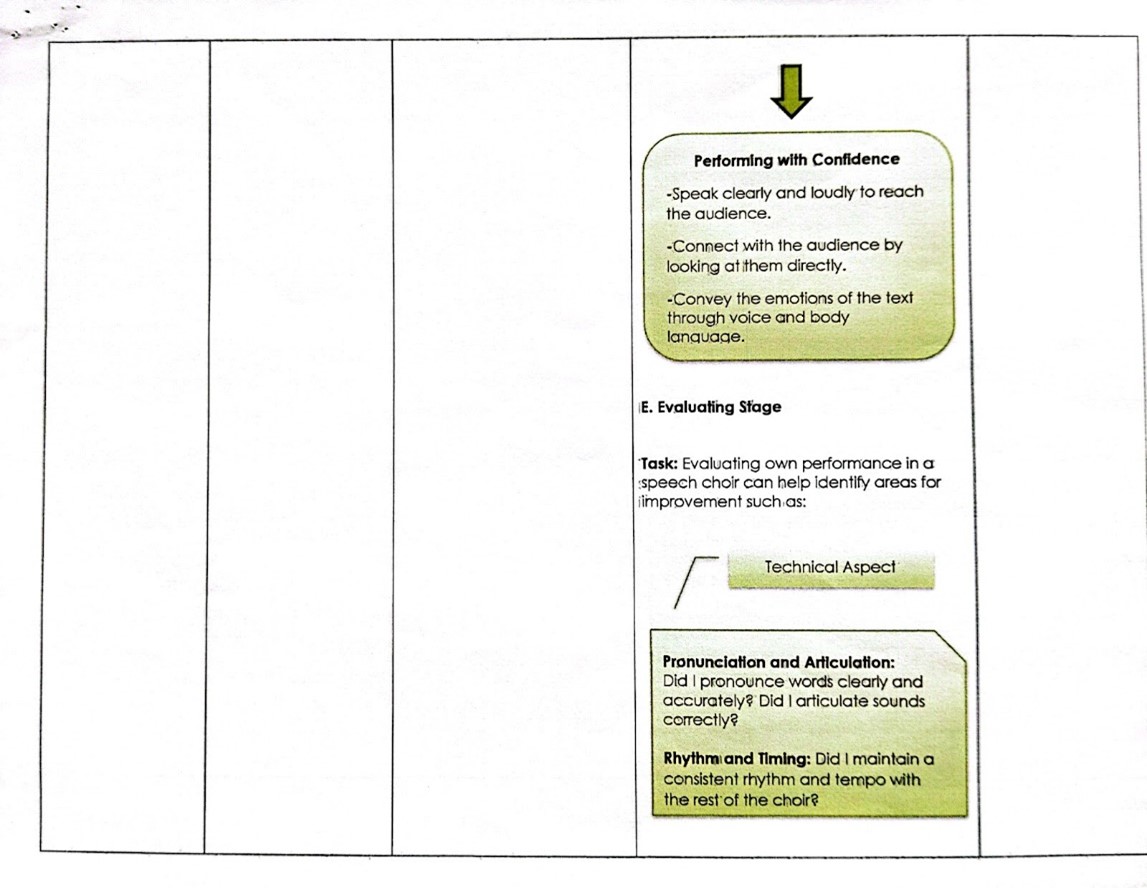 Performing with Confidence
-Speak clearly and loudly to reach
the audience.
-Connect with the audience by
looking at them directly.
-Convey the emotions of the text
through voice and body
language.
E. Evaluating Stage
Task: Evaluating own performance in a
speech choir can help identify areas for
improvement such as:
Technical Aspect
Pronunciation and Articulation:
Did I pronounce words clearly and
accurately? Did I articulate sounds
correctly?
Rhythm and Timing: Did I maintain a
consistent rhythm and tempo with
the rest of the choir?